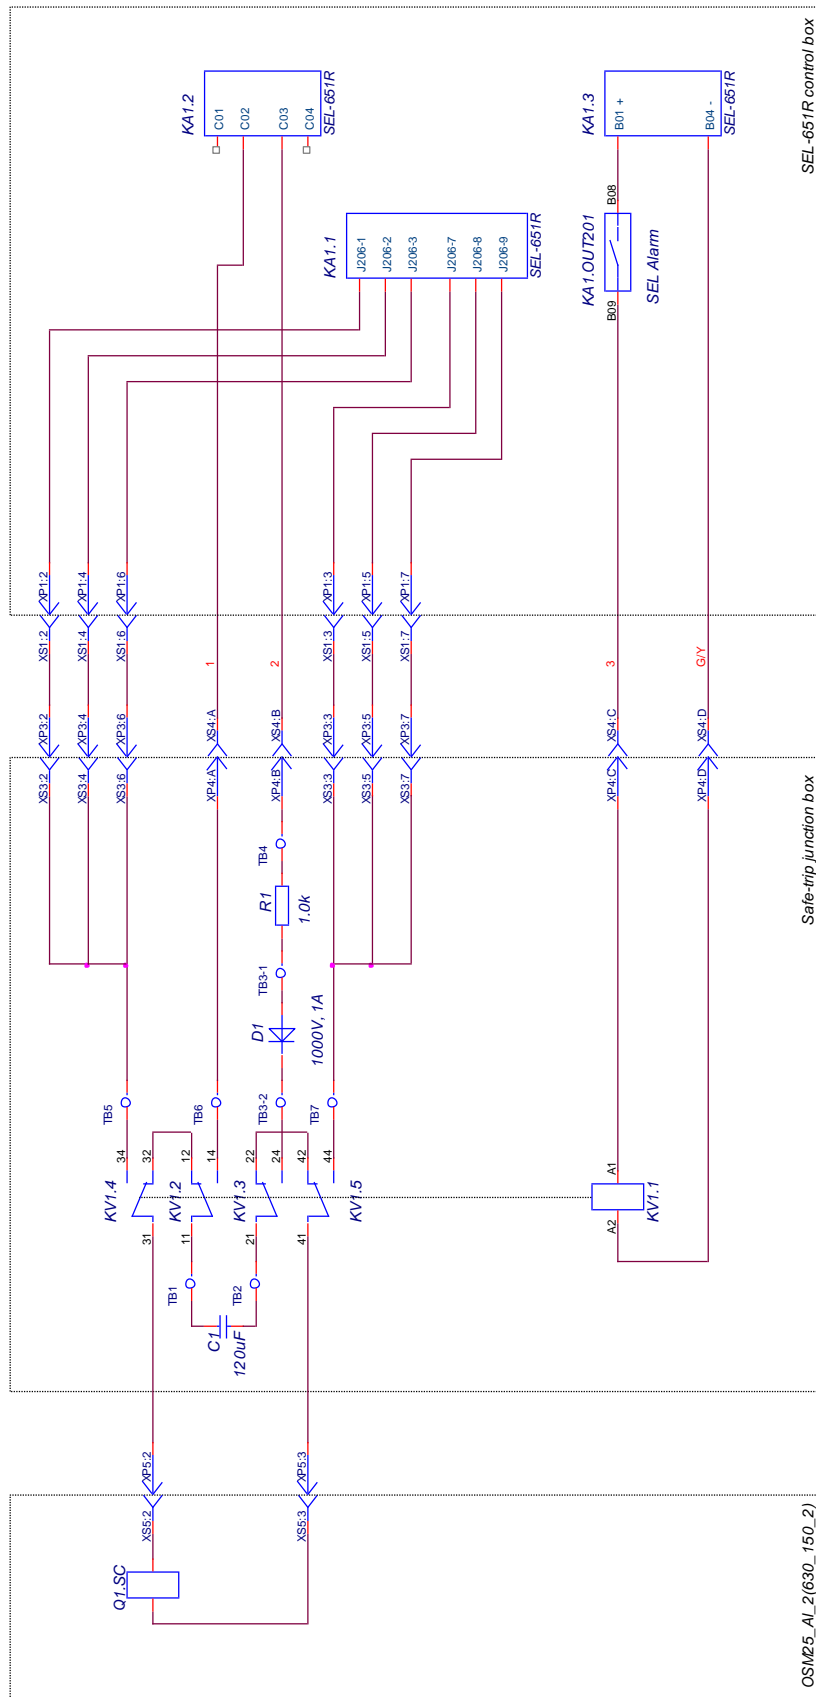 SEL-651R control box
KA1.2
C01
C02
C03
C04
SEL-651R
KA1.3
B01 +
B04 -
SEL-651R
KA1.1
J206-1
J206-2
J206-3
J206-7
J206-8
J206-9
SEL-651R
B08
KA1.OUT201
SEL Alarm
B09
XP1:2
XP1:4
XP1:6
XP1:3
XP1:5
XP1:7
XS1:2
XS1:4
XS1:6
XS1:3
XS1:5
XS1:7
1
2
3
G/Y
XP3:2
XP3:4
XP3:6
XS4:A
XS4:B
XP3:3
XP3:5
XP3:7
XS4:C
XS4:D
XS3:2
XS3:4
XS3:6
XP4:A
XP4:B
XS3:3
XS3:5
XS3:7
XP4:C
XP4:D
Safe-trip junction box
TB4
R1
1.0k
TB3-1
D1
1000V, 1A
TB5
TB6
TB3-2
TB7
34
32
12
14
22
24
42
44
A1
KV1.4
KV1.2
KV1.3
KV1.5
KV1.1
31
11
21
41
A2
TB1
TB2
C1
120uF
XP5:2
XP5:3
XS5:2
XS5:3
Q1.SC
OSM25_Al_2(630_150_2)